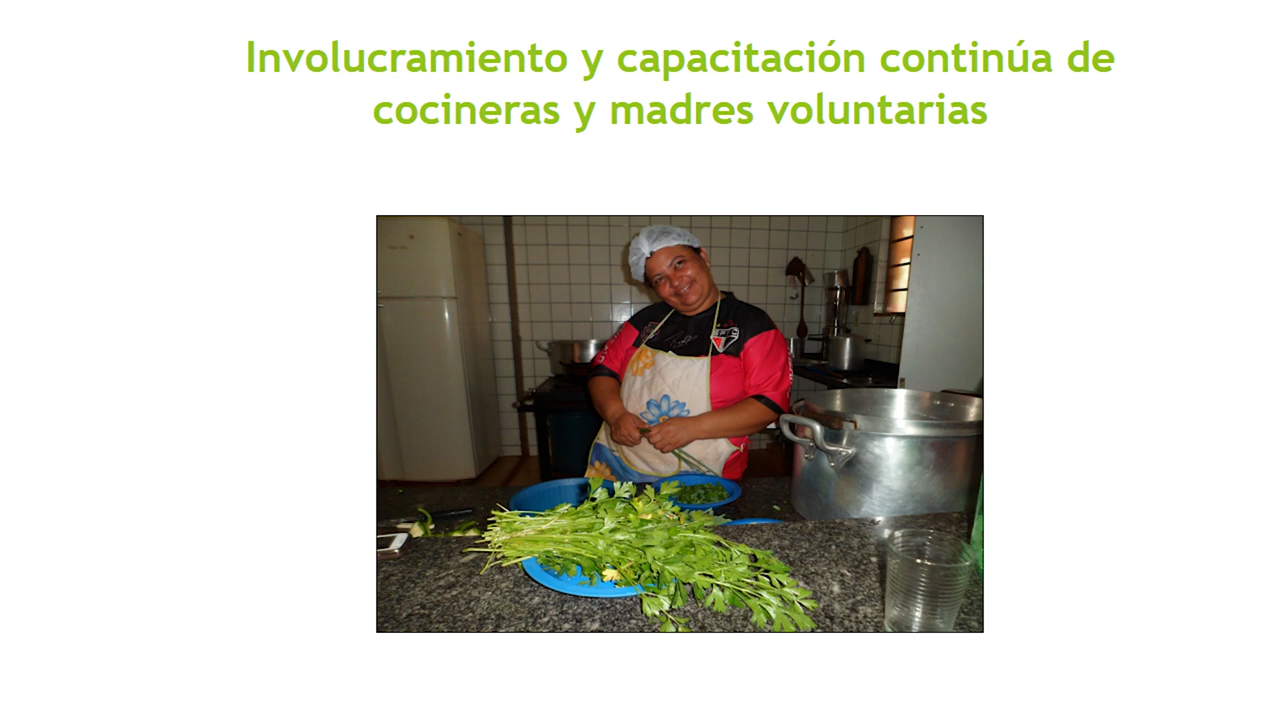 Involucramiento y capacitación continúa de
cocineras y madres voluntarias